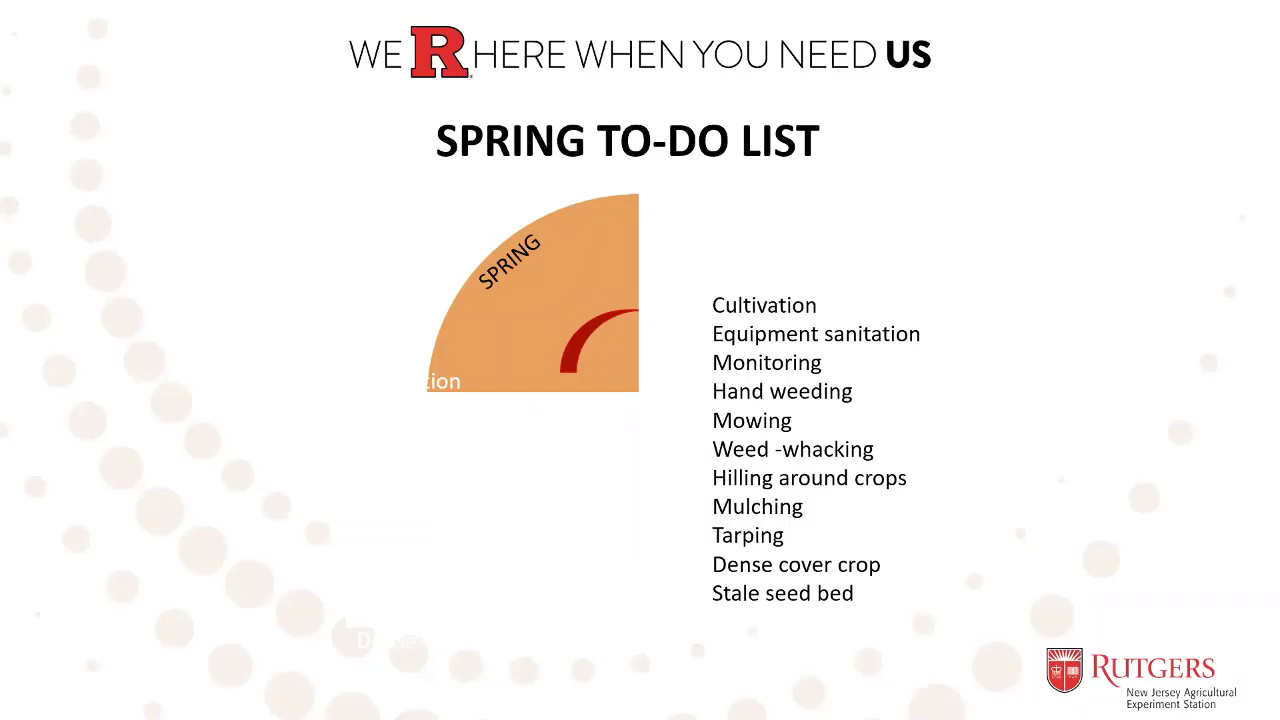 WE R HERE WHEN YOU NEED US
SPRING TO-DO LIST
SPRING
tion
Cultivation
Equipment sanitation
Monitoring
Hand weeding
Mowing
Weed -whacking
Hilling around crops
Mulching
Tarping
Dense cover crop
Stale seed bed
RUTGERS
New Jersey Agricultural
Experiment Station